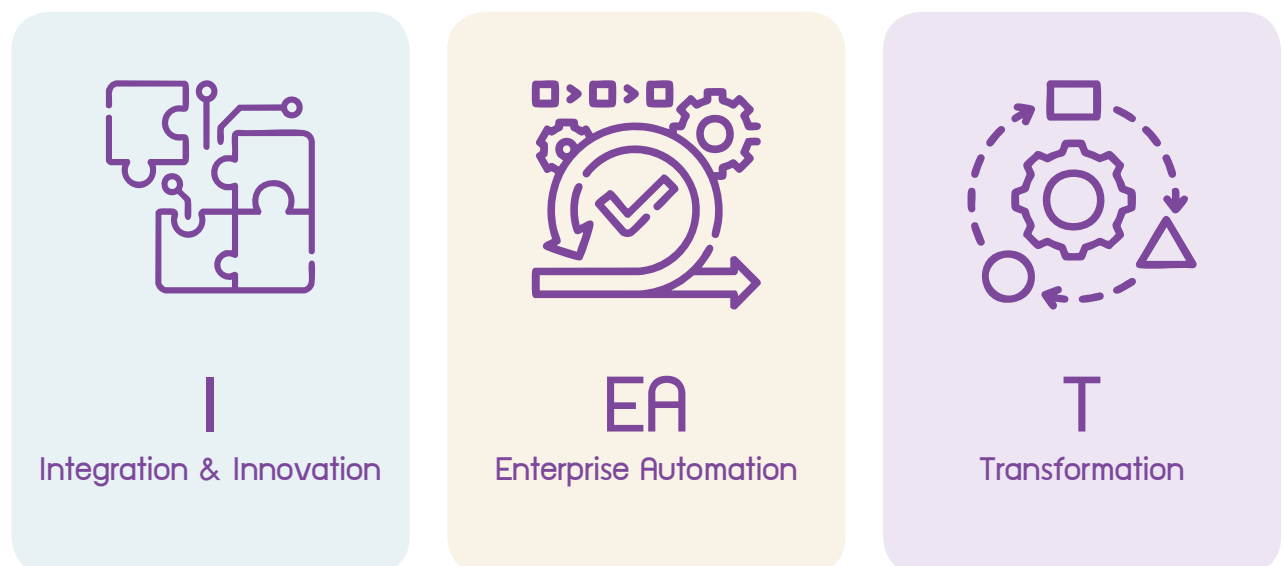 I
Integration & Innovation
EA
Enterprise Automation
T
Transformation